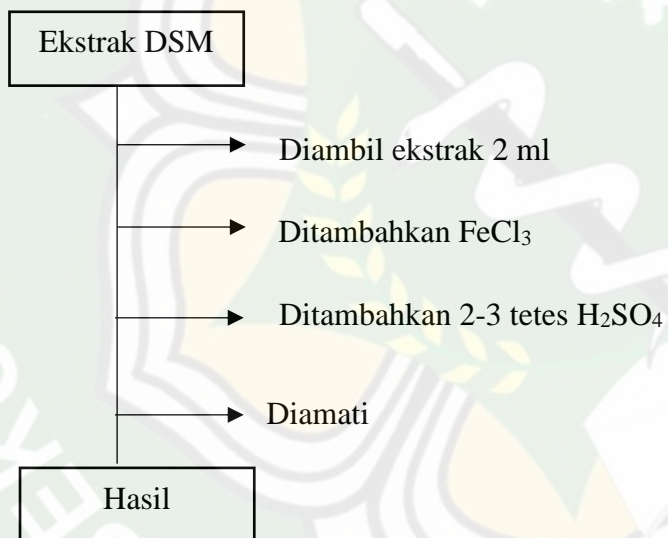 Ekstrak DSM
Diambil ekstrak 2 ml
Ditambahkan FeCl₃
Ditambahkan 2-3 tetes H₂SO₄
Diamati
Hasil